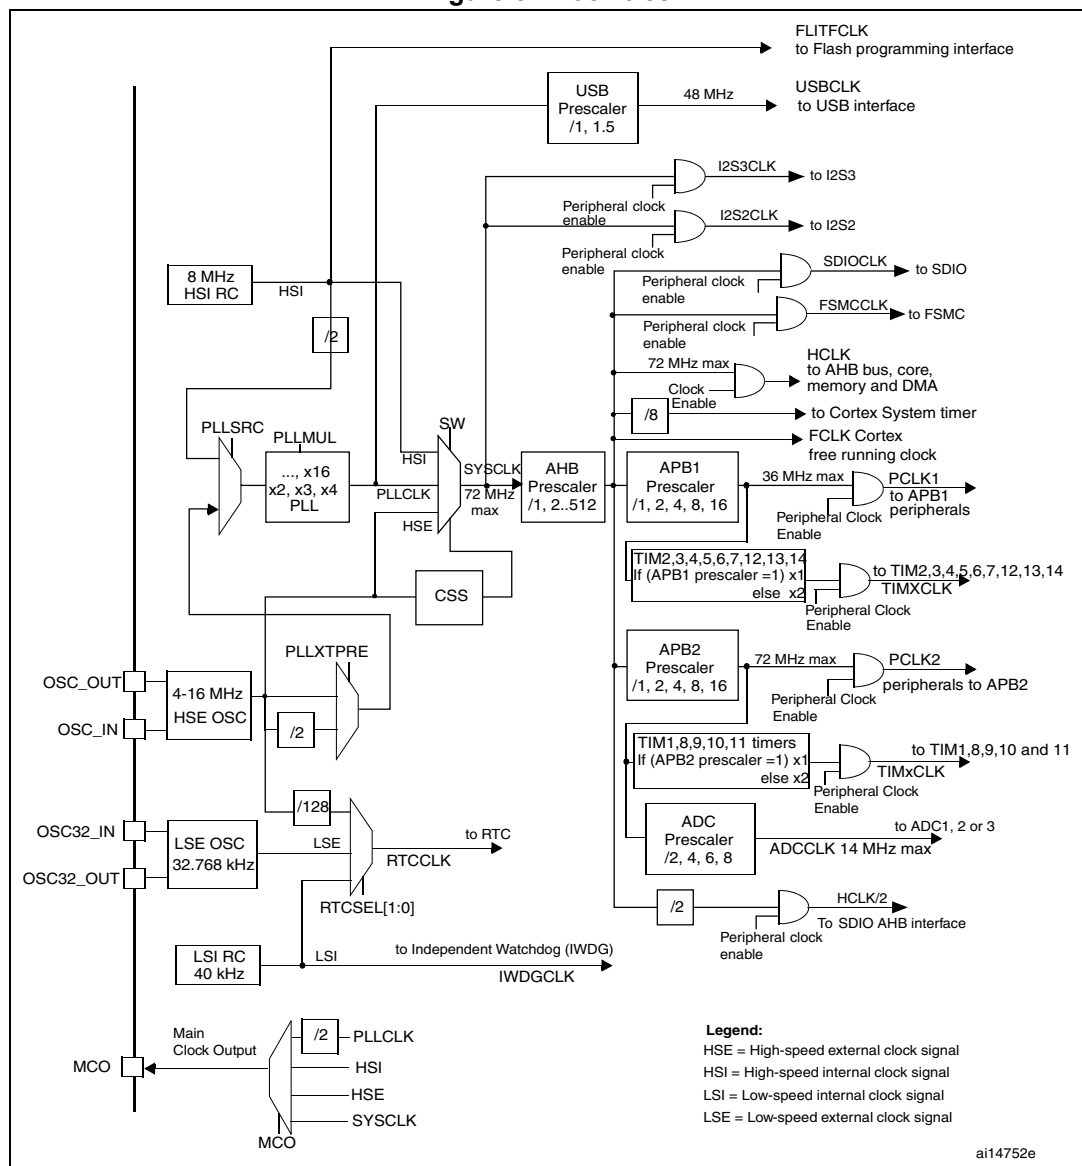 FLITFCLK
to Flash programming interface
USB
Prescaler
/1, 1.5
48 MHz
USBCLK
to USB interface
I2S3CLK
to I2S3
Peripheral clock
enable
I2S2CLK
to I2S2
Peripheral clock
enable
8 MHz
HSI RC
HSI
SDIOCLK
to SDIO
Peripheral clock
enable
FSMCCLK
to FSMC
Peripheral clock
enable
/2
72 MHz max
HCLK
to AHB bus, core,
memory and DMA
Clock
Enable
/8
to Cortex System timer
FCLK Cortex
free running clock
PLLSRC
PLLMUL
..., x16
x2, x3, x4
PLL
SW
HSI
PLLCLK
HSE
SYSCLK
72 MHz
max
AHB
Prescaler
/1, 2..512
APB1
Prescaler
/1, 2, 4, 8, 16
36 MHz max
PCLK1
to APB1
peripherals
Peripheral Clock
Enable
TIM2,3,4,5,6,7,12,13,14
If (APB1 prescaler =1) x1
else x2
to TIM2,3,4,5,6,7,12,13,14
TIMXCLK
Peripheral Clock
Enable
CSS
PLLXTPRE
OSC_OUT
OSC_IN
4-16 MHz
HSE OSC
/2
APB2
Prescaler
/1, 2, 4, 8, 16
72 MHz max
PCLK2
peripherals to APB2
Peripheral Clock
Enable
TIM1,8,9,10,11 timers
If (APB2 prescaler =1) x1
else x2
to TIM1,8,9,10 and 11
TIMxCLK
Peripheral Clock
Enable
/128
OSC32_IN
OSC32_OUT
LSE OSC
32.768 kHz
LSE
to RTC
RTCCLK
RTCSEL[1:0]
ADC
Prescaler
/2, 4, 6, 8
to ADC1, 2 or 3
ADCCLK 14 MHz max
/2
HCLK/2
To SDIO AHB interface
Peripheral clock
enable
LSI RC
40 kHz
LSI
to Independent Watchdog (IWDG)
IWDGCLK
MCO
Main
Clock Output
/2
PLLCLK
HSI
HSE
SYSCLK
MCO
Legend:
HSE = High-speed external clock signal
HSI = High-speed internal clock signal
LSI = Low-speed internal clock signal
LSE = Low-speed external clock signal
ai14752e